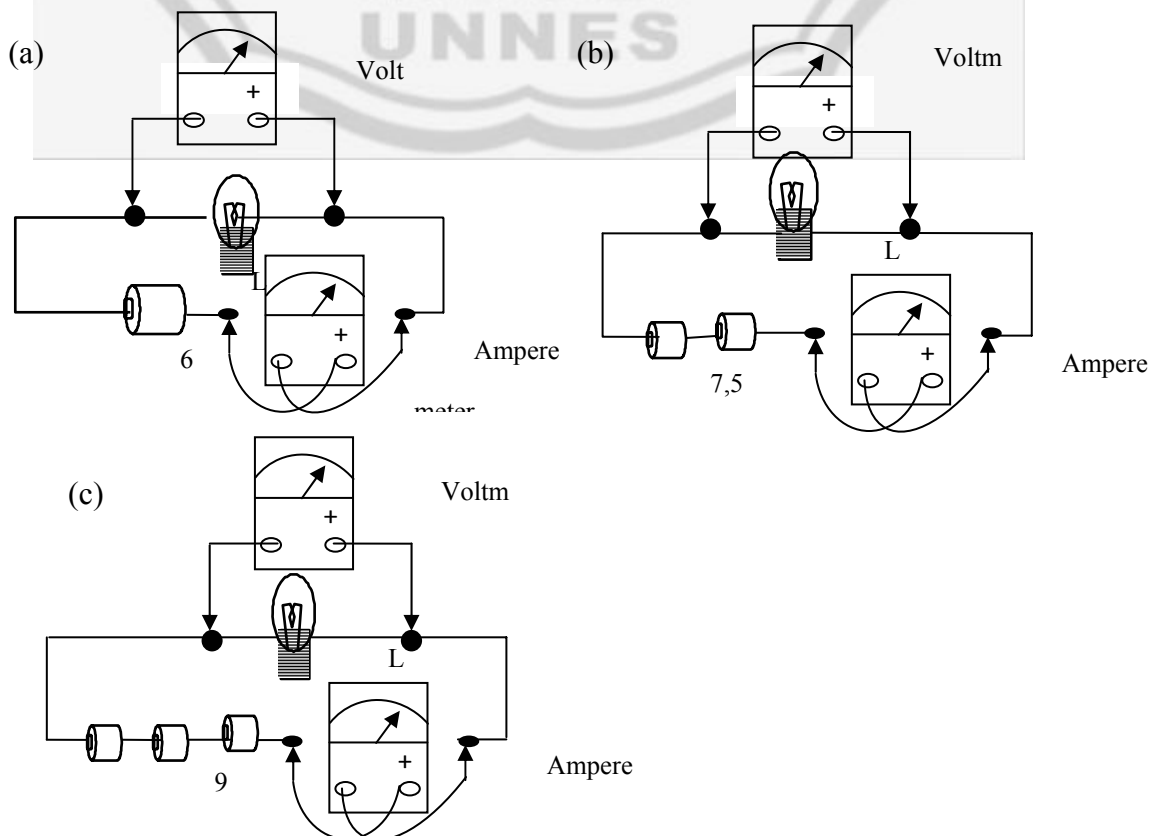 UNNES
(a)
Volt
+
L
6
+
Ampere
meter
(b)
Voltm
+
L
7,5
+
Ampere
(c)
Voltm
+
L
9
+
Ampere